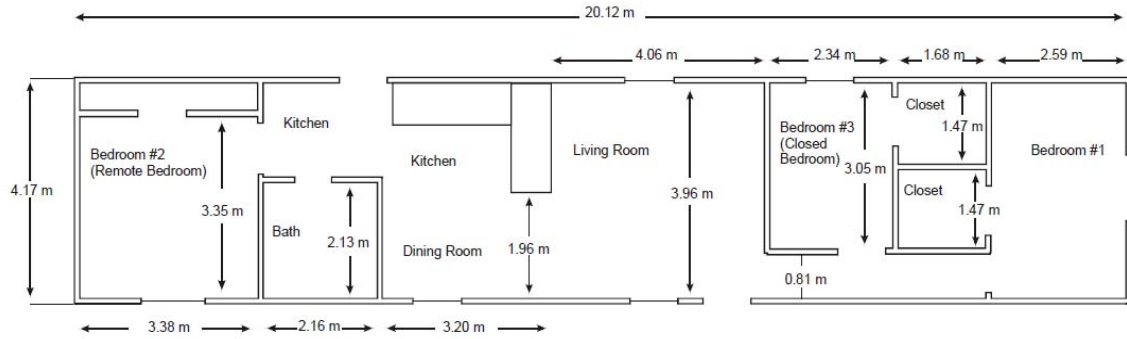 20.12 m
4.06 m
2.34 m
1.68 m
2.59 m
Closet
1.47 m
Kitchen
Bedroom #3
(Closed
Bedroom)
Bedroom #2
(Remote Bedroom)
Kitchen
Living Room
Bedroom #1
3.05 m
4.17 m
3.96 m
Closet
3.35 m
1.47 m
Bath
2.13 m
1.96 m
Dining Room
0.81 m
3.38 m
2.16 m
3.20 m